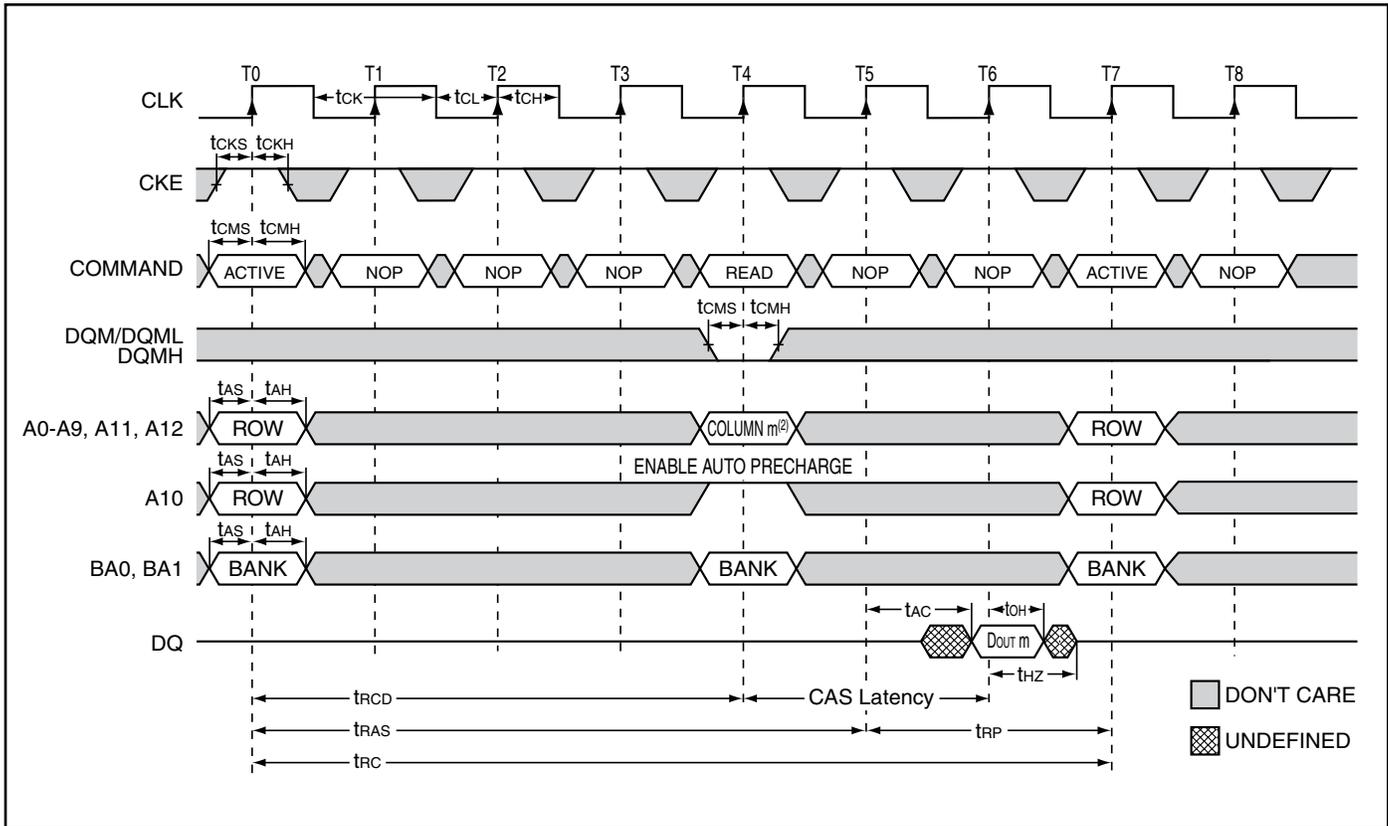 T0 T1 T2 T3 T4 T5 T6 T7 T8
CLK tCK tCL tCH
tCKS tCKH
CKE
tCMS tCMH
COMMAND ACTIVE NOP NOP NOP READ NOP NOP ACTIVE NOP
tCMS tCMH
DQM/DQML
DQMH
tAS tAH
A0-A9, A11, A12 ROW COLUMN m(2) ROW
tAS tAH ENABLE AUTO PRECHARGE
A10 ROW ROW
tAS tAH
BA0, BA1 BANK BANK BANK
tAC tOH
DQ DOUT m
tHZ
tRCD CAS Latency DON'T CARE
tRAS tRP
UNDEFINED
tRC